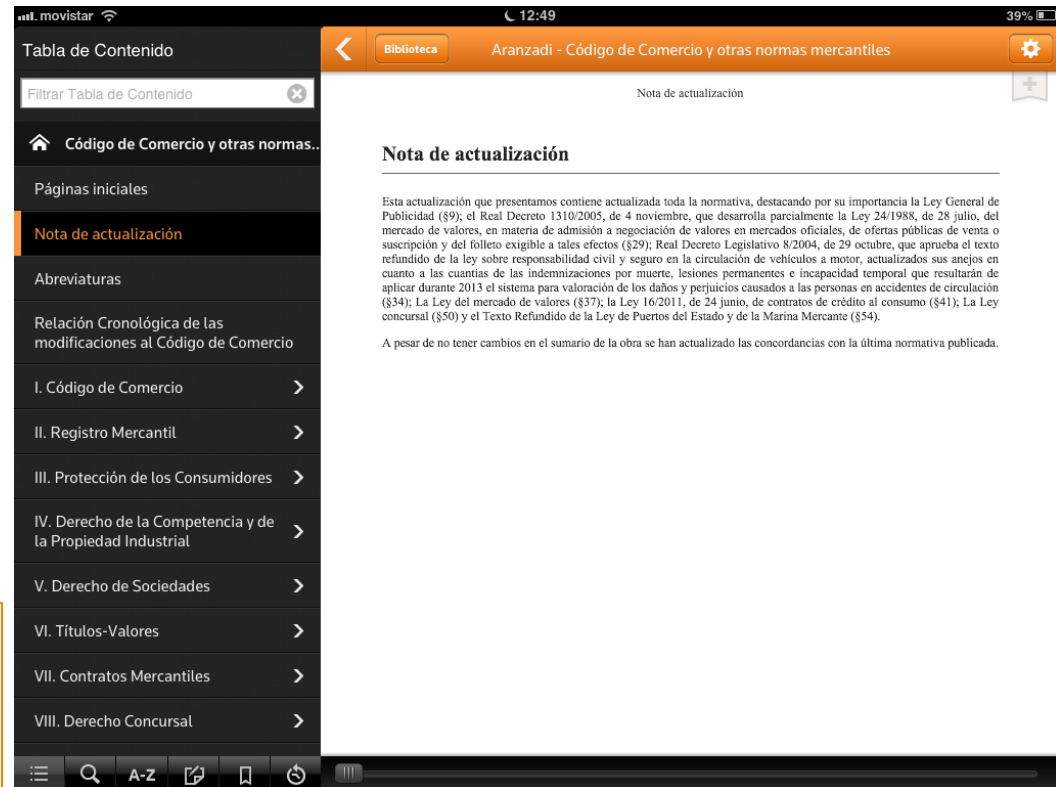 movistar
12:49
39%
Tabla de Contenido
Biblioteca
Aranzadi - Código de Comercio y otras normas mercantiles
Filtrar Tabla de Contenido
Código de Comercio y otras normas..
Páginas iniciales
Nota de actualización
Abreviaturas
Relación Cronológica de las
modificaciones al Código de Comercio
I. Código de Comercio
II. Registro Mercantil
III. Protección de los Consumidores
IV. Derecho de la Competencia y de
la Propiedad Industrial
V. Derecho de Sociedades
VI. Títulos-Valores
VII. Contratos Mercantiles
VIII. Derecho Concursal
A-Z
Nota de actualización
Nota de actualización
Esta actualización que presentamos contiene actualizada toda la normativa, destacando por su importancia la Ley General de
Publicidad (§9); el Real Decreto 1310/2005, de 4 noviembre, que desarrolla parcialmente la Ley 24/1988, de 28 julio, del
mercado de valores, en materia de admisión a negociación de valores en mercados oficiales, de ofertas públicas de venta o
suscripción y del folleto exigible a tales efectos (§29); Real Decreto Legislativo 8/2004, de 29 octubre, que aprueba el texto
refundido de la ley sobre responsabilidad civil y seguro en la circulación de vehículos a motor, actualizados sus anejos en
cuanto a las cuantías de las indemnizaciones por muerte, lesiones permanentes e incapacidad temporal que resultarán de
aplicar durante 2013 el sistema para valoración de los daños y perjuicios causados a las personas en accidentes de circulación
(§34); La Ley del mercado de valores (§37); la Ley 16/2011, de 24 junio, de contratos de crédito al consumo (§41); La Ley
concursal (§50) y el Texto Refundido de la Ley de Puertos del Estado y de la Marina Mercante (§54).
A pesar de no tener cambios en el sumario de la obra se han actualizado las concordancias con la última normativa publicada.